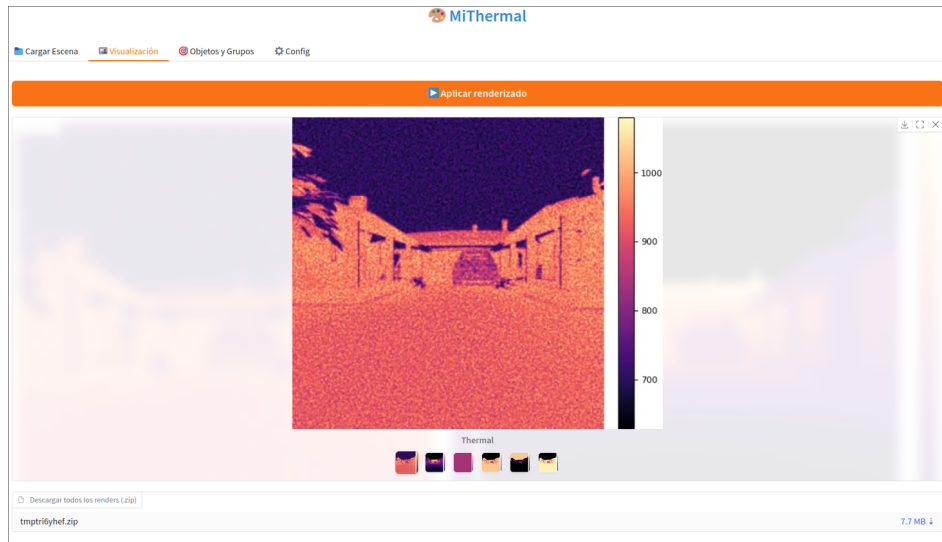 MiThermal
Cargar Escena Visualización Objetos y Grupos Config
Aplicar renderizado
1000
900
800
700
Thermal
Descargar todos los renders (.zip)
tmptri6yhef.zip 7.7 MB ↓